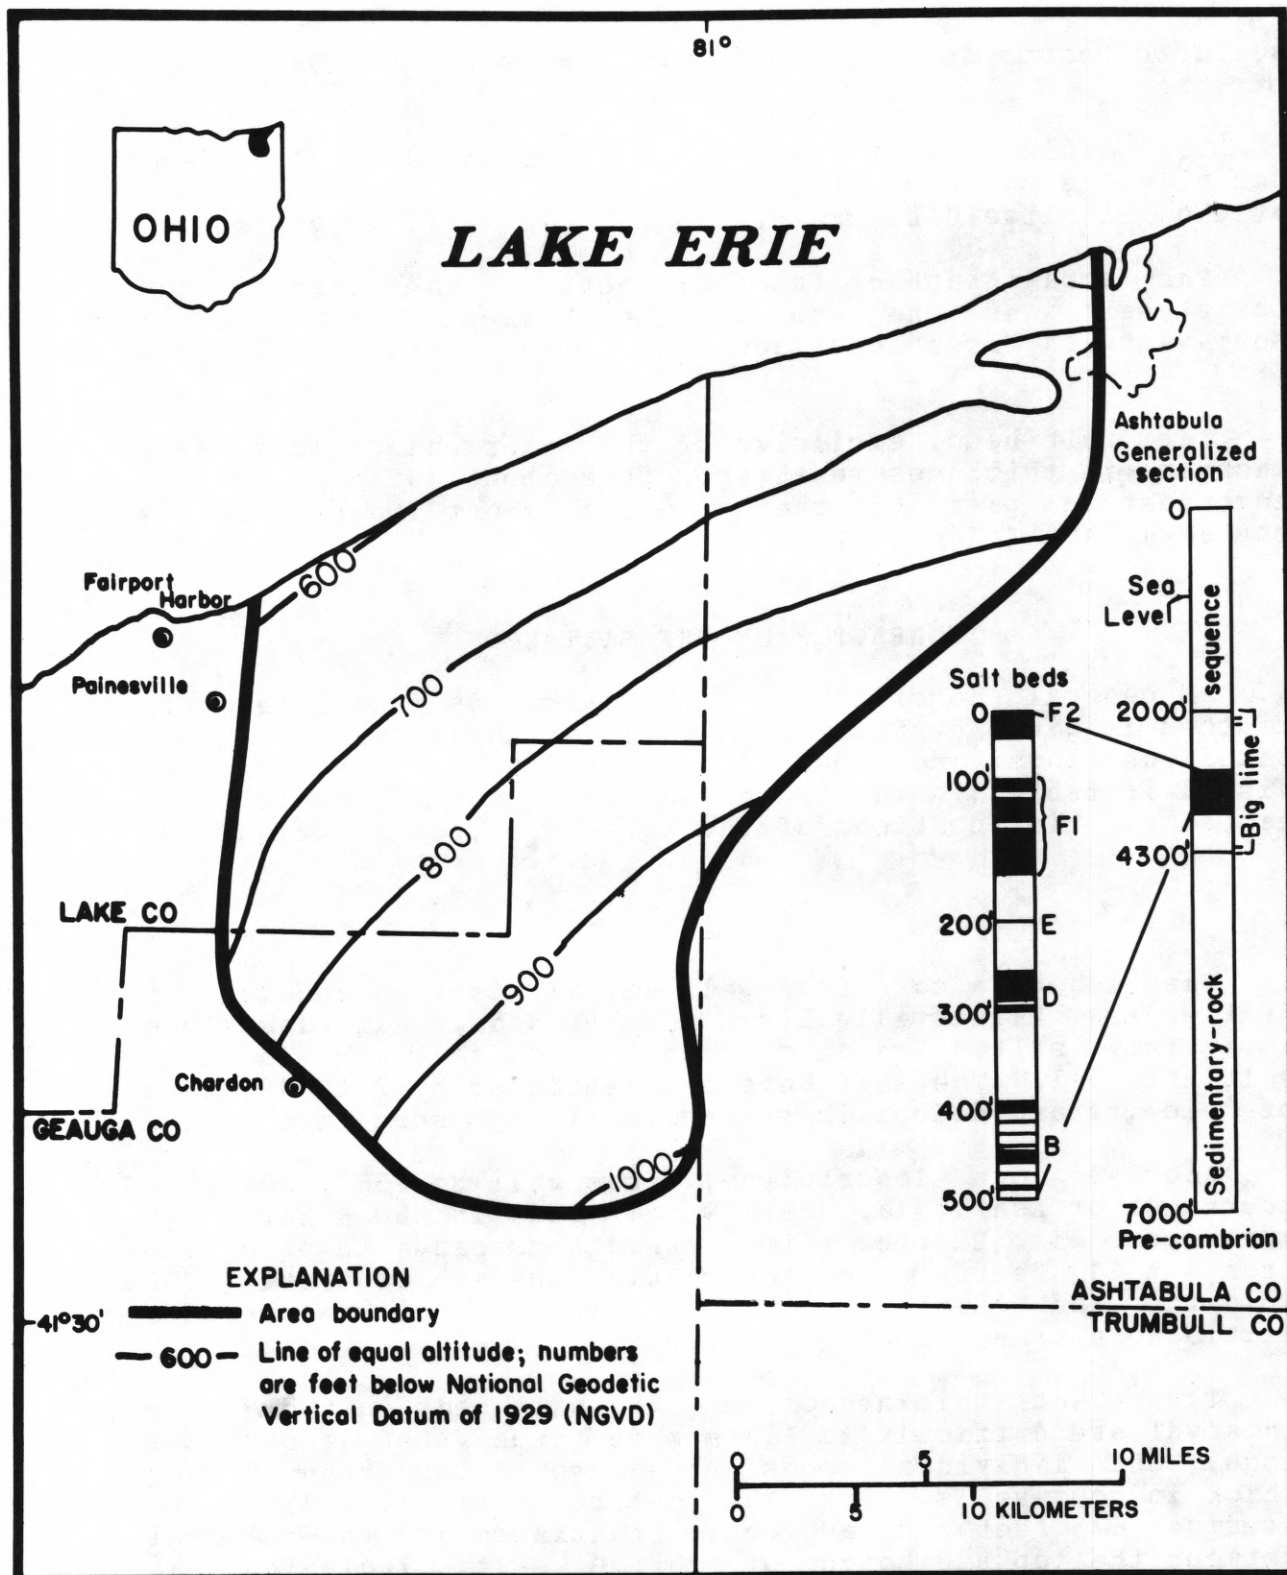 81°
OHIO
LAKE ERIE
Ashtabula
Generalized
section
0
Sea
Level
sequence
2000'
Big lime
4300'
Sedimentary-rock
7000'
Pre-cambrian
Salt beds
0
F2
100'
F1
200'
E
D
300'
400'
B
500'
Fairport
Harbor
Painesville
600
700
800
900
1000
LAKE CO
Chardon
GEAUGA CO
ASHTABULA CO
TRUMBULL CO
41°30'
EXPLANATION
Area boundary
600 Line of equal altitude; numbers
are feet below National Geodetic
Vertical Datum of 1929 (NGVD)
0 5 10 MILES
0 5 10 KILOMETERS